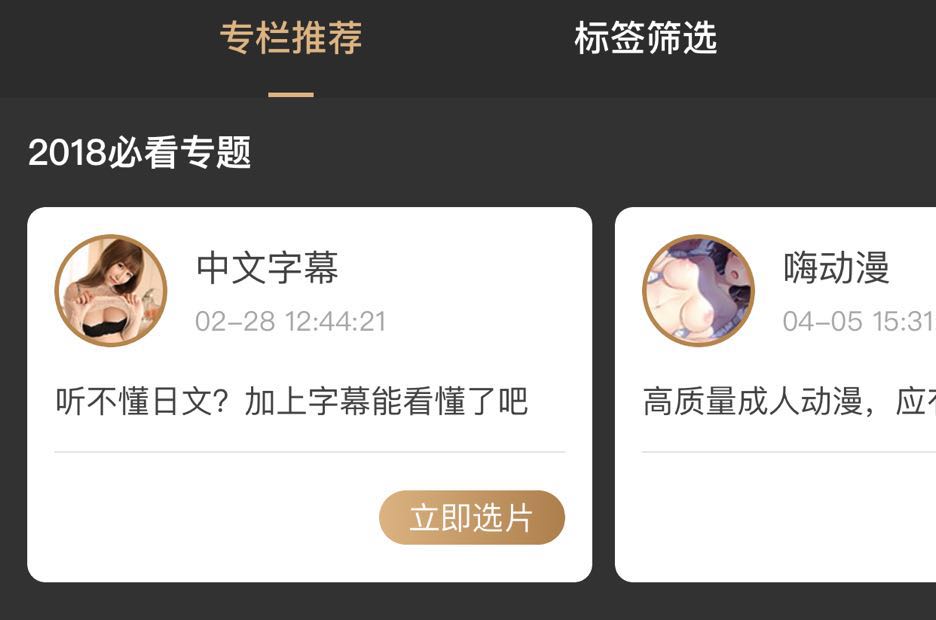 专栏推荐
标签筛选
2018必看专题
中文字幕
02-28 12:44:21
听不懂日文？加上字幕能看懂了吧
立即选片
嗨动漫
04-05 15:31
高质量成人动漫，应